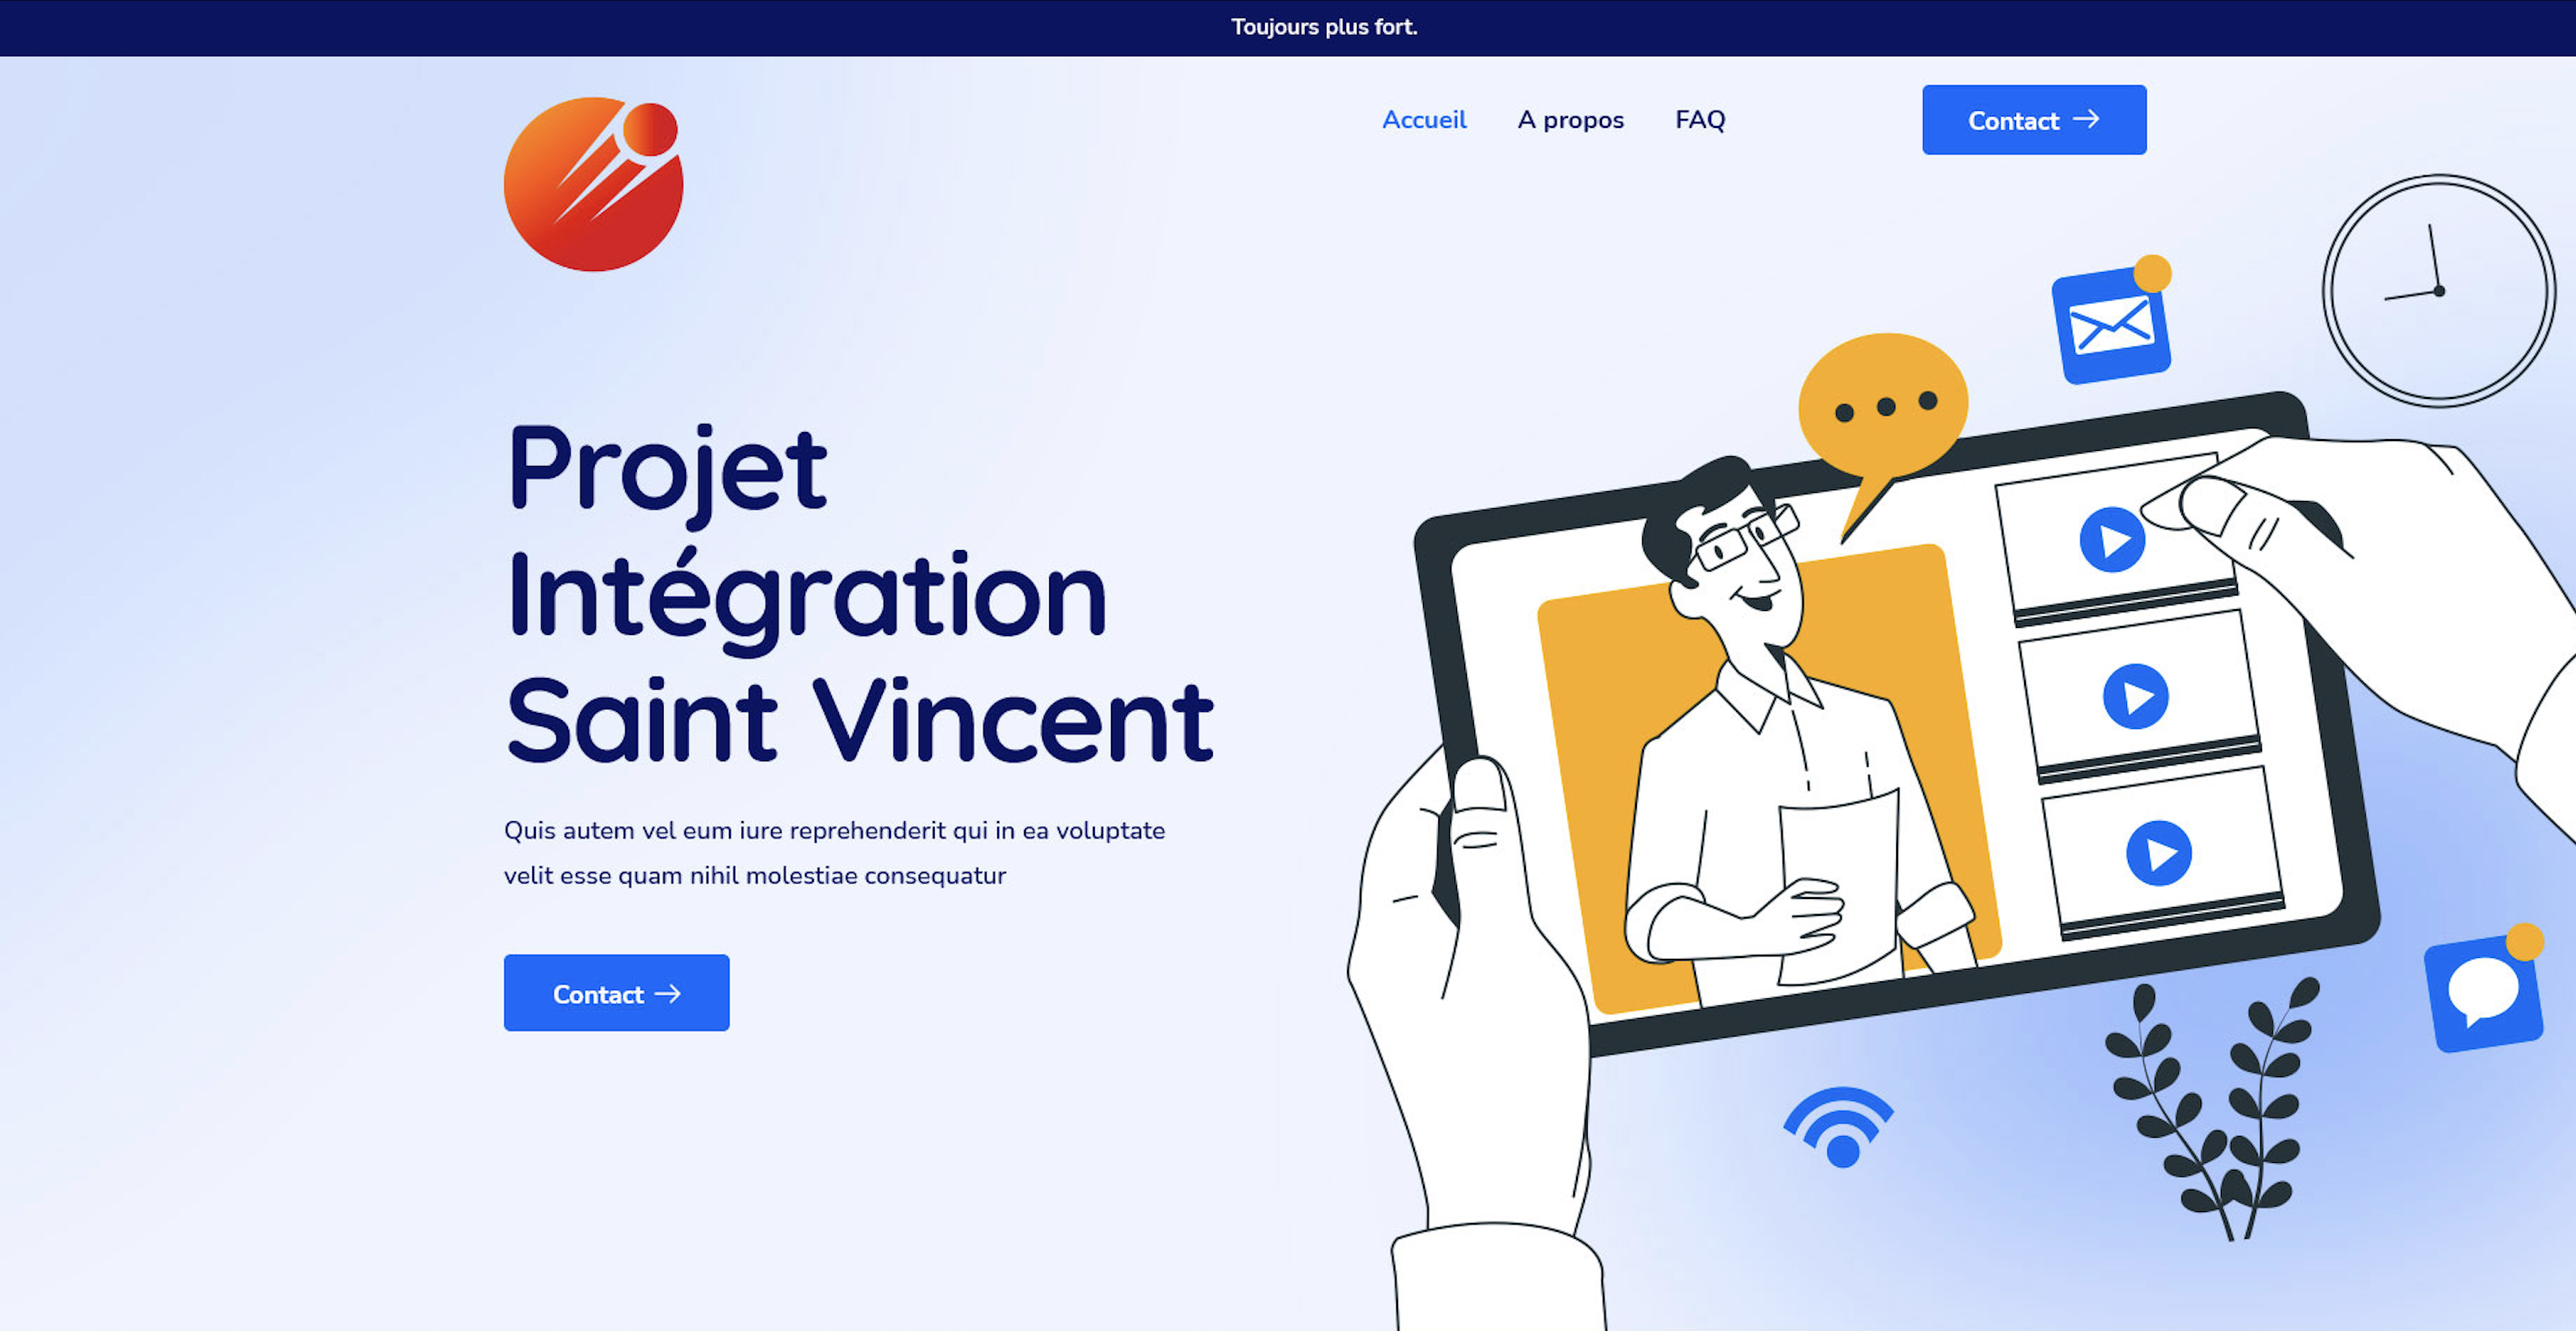 Toujours plus fort.
Accueil A propos FAQ Contact
Projet
Intégration
Saint Vincent
Quis autem vel eum iure reprehenderit qui in ea voluptate
velit esse quam nihil molestiae consequatur
Contact